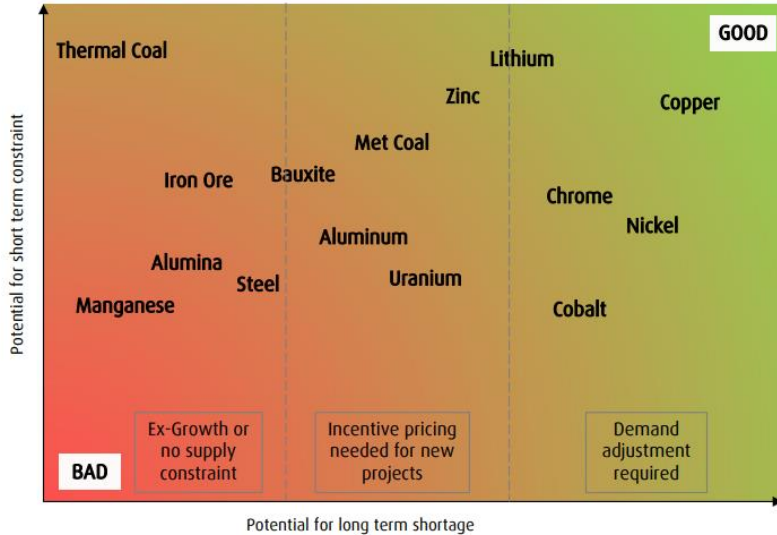 GOOD
Thermal Coal
Lithium
Zinc
Copper
Met Coal
Iron Ore
Bauxite
Chrome
Nickel
Aluminum
Alumina
Steel
Uranium
Manganese
Cobalt
Potential for short term constraint
Ex-Growth or
no supply
constraint
Incentive pricing
needed for new
projects
Demand
adjustment
required
BAD
Potential for long term shortage